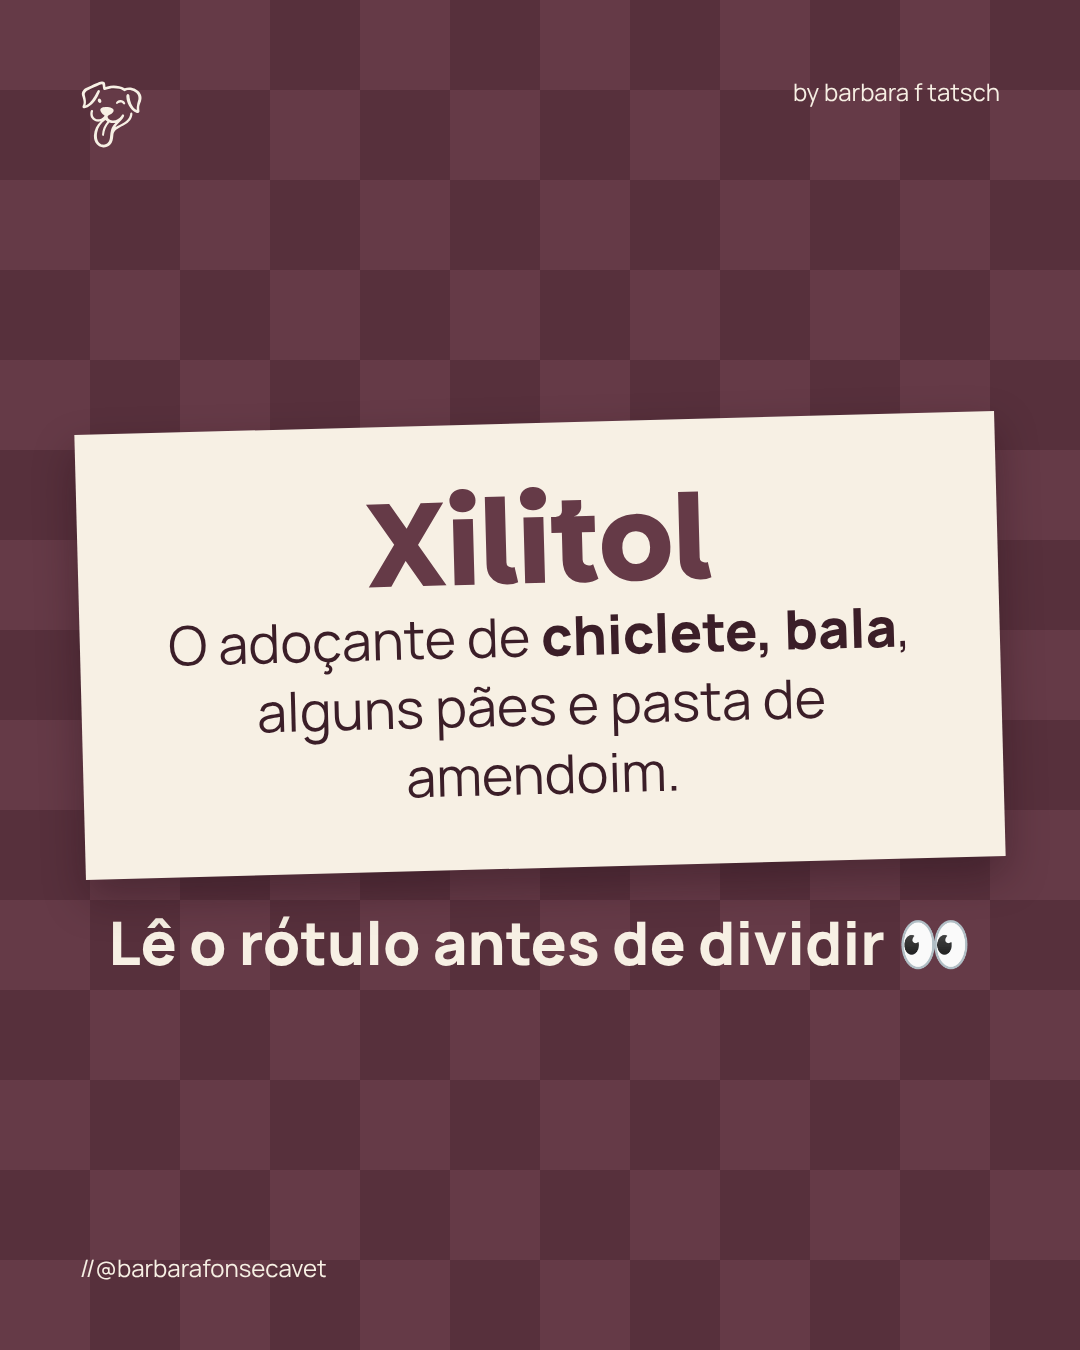 by barbara f tatsch
Xilitol
O adoçante de chiclete, bala,
alguns pães e pasta de
amendoim.
Lê o rótulo antes de dividir 👀
//@barbarafonsecavet